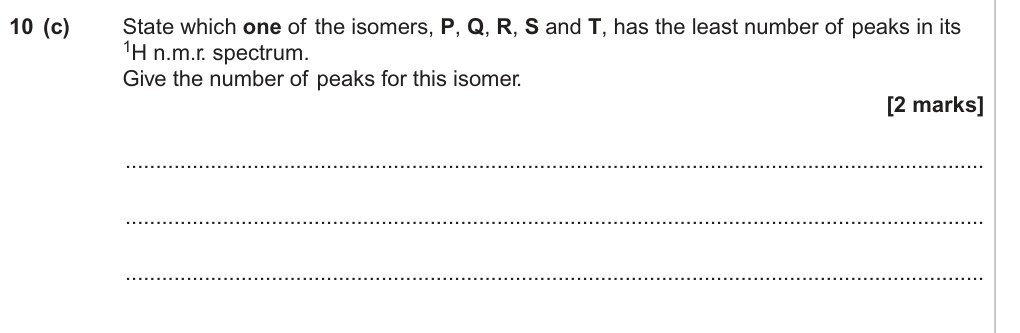 10 (c) State which one of the isomers, P, Q, R, S and T, has the least number of peaks in its
¹H n.m.r. spectrum.
Give the number of peaks for this isomer.
[2 marks]